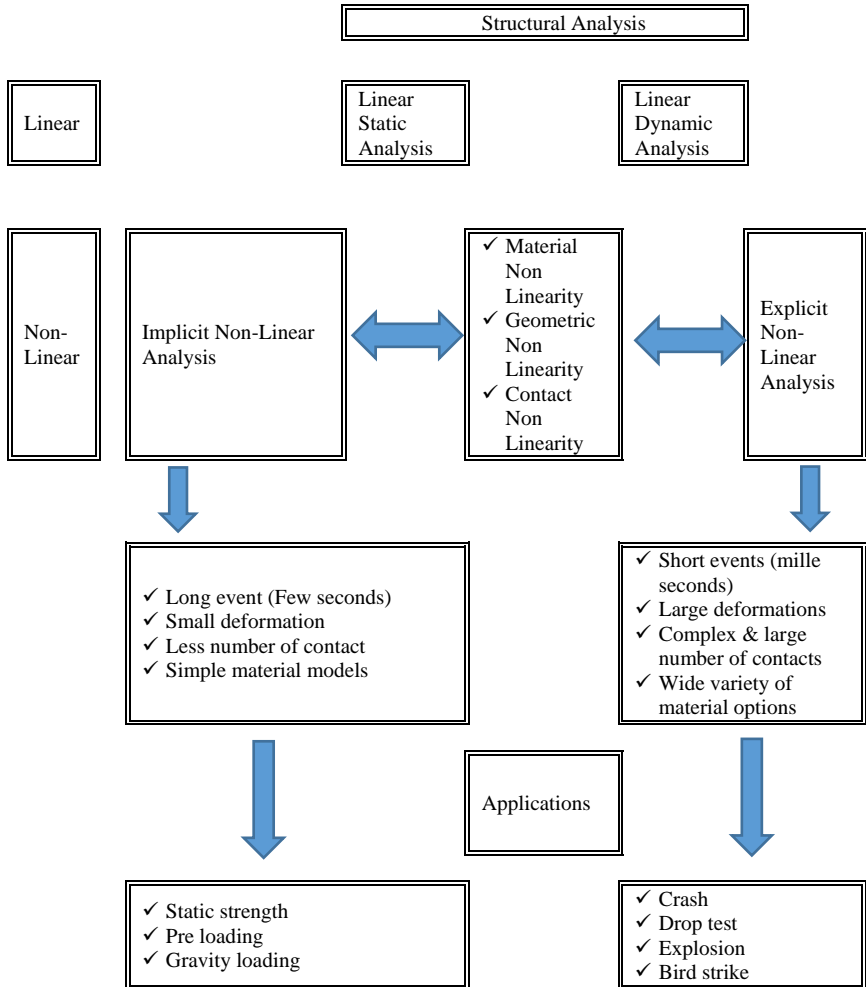 Structural Analysis
Linear
Linear
Static
Analysis
Linear
Dynamic
Analysis
Non-
Linear
Implicit Non-Linear
Analysis
✓ Material
Non
Linearity
✓ Geometric
Non
Linearity
✓ Contact
Non
Linearity
Explicit
Non-
Linear
Analysis
✓ Long event (Few seconds)
✓ Small deformation
✓ Less number of contact
✓ Simple material models
✓ Short events (mille
seconds)
✓ Large deformations
✓ Complex & large
number of contacts
✓ Wide variety of
material options
Applications
✓ Static strength
✓ Pre loading
✓ Gravity loading
✓ Crash
✓ Drop test
✓ Explosion
✓ Bird strike